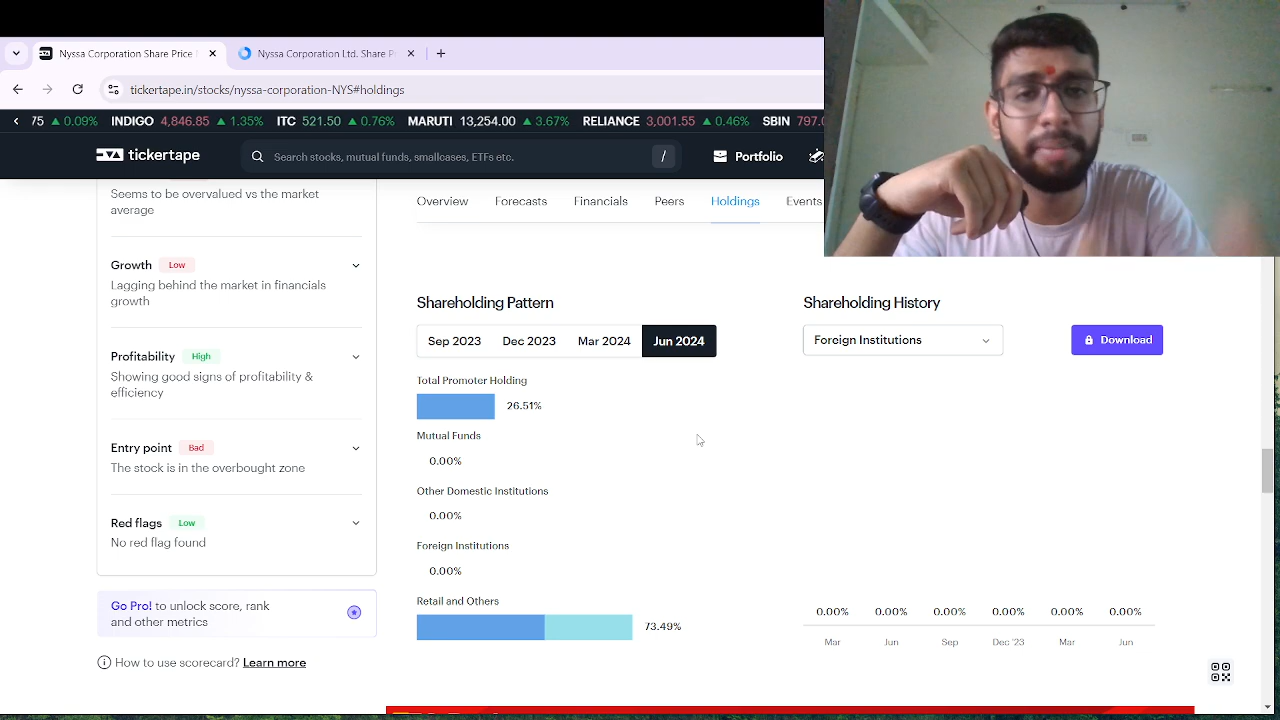 Nyssa Corporation Share Price
Nyssa Corporation Ltd. Share P
tickertape.in/stocks/nyssa-corporation-NYS#holdings
75 ▲ 0.09% INDIGO 4,846.85 ▲ 1.35% ITC 521.50 ▲ 0.76% MARUTI 13,254.00 ▲ 3.67% RELIANCE 3,001.55 ▲ 0.46% SBIN 797.0
tickertape
Search stocks, mutual funds, smallcases, ETFs etc.
/
Portfolio
Seems to be overvalued vs the market
average
Growth Low
Lagging behind the market in financials
growth
Profitability High
Showing good signs of profitability &
efficiency
Entry point Bad
The stock is in the overbought zone
Red flags Low
No red flag found
Go Pro! to unlock score, rank
and other metrics
How to use scorecard? Learn more
Overview Forecasts Financials Peers Holdings Events
Shareholding Pattern
Sep 2023 Dec 2023 Mar 2024 Jun 2024
Total Promoter Holding
26.51%
Mutual Funds
0.00%
Other Domestic Institutions
0.00%
Foreign Institutions
0.00%
Retail and Others
73.49%
Shareholding History
Foreign Institutions
Download
0.00% 0.00% 0.00% 0.00% 0.00% 0.00%
Mar Jun Sep Dec '23 Mar Jun